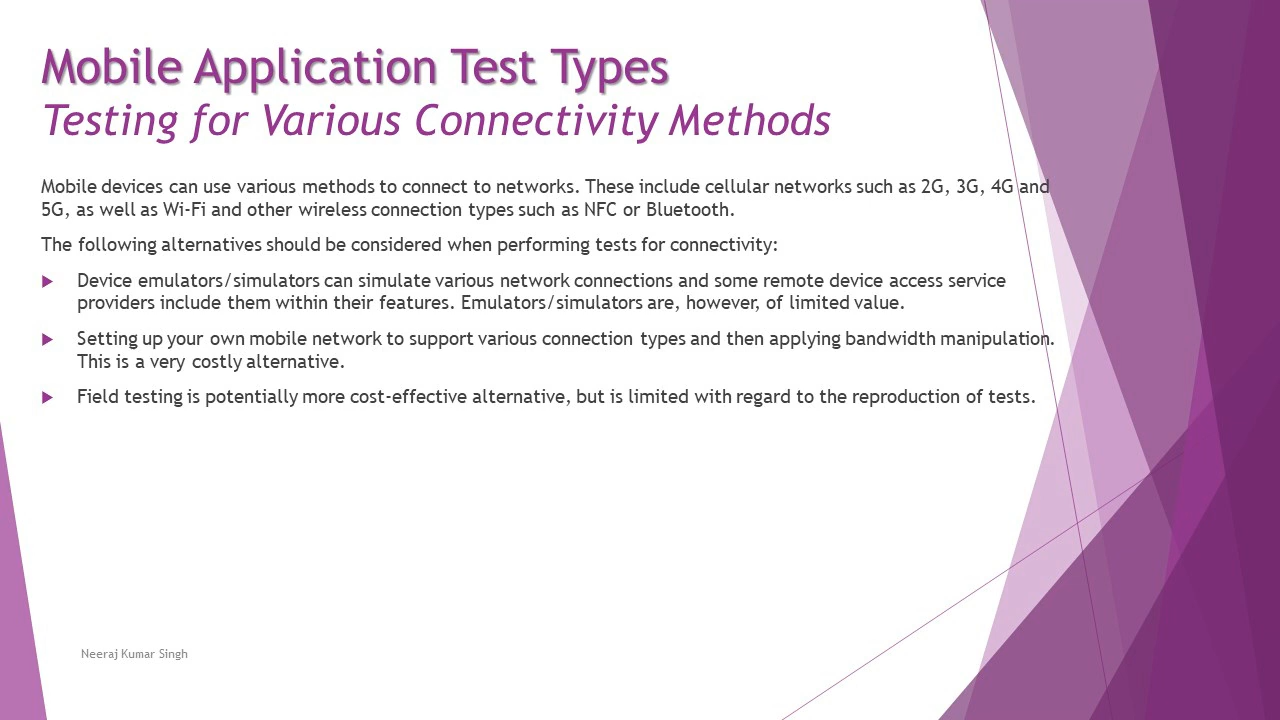 Mobile Application Test Types
Testing for Various Connectivity Methods
Mobile devices can use various methods to connect to networks. These include cellular networks such as 2G, 3G, 4G and
5G, as well as Wi-Fi and other wireless connection types such as NFC or Bluetooth.
The following alternatives should be considered when performing tests for connectivity:
Device emulators/simulators can simulate various network connections and some remote device access service
providers include them within their features. Emulators/simulators are, however, of limited value.
Setting up your own mobile network to support various connection types and then applying bandwidth manipulation.
This is a very costly alternative.
Field testing is potentially more cost-effective alternative, but is limited with regard to the reproduction of tests.
Neeraj Kumar Singh